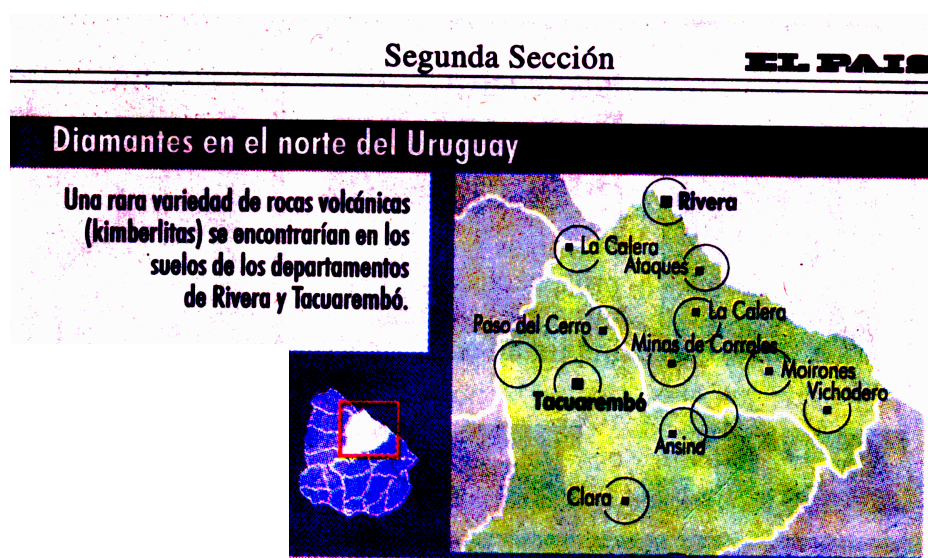 Segunda Sección
EL PAIS
Diamantes en el norte del Uruguay
Una rara variedad de rocas volcánicas
(kimberlitas) se encontrarían en los
suelos de los departamentos
de Rivera y Tacuarembó.
Rivera
La Calera
Ataques
La Calera
Paso del Cerro
Minas de Corrales
Moirones
Vichadero
Tacuarembó
Ansina
Clara